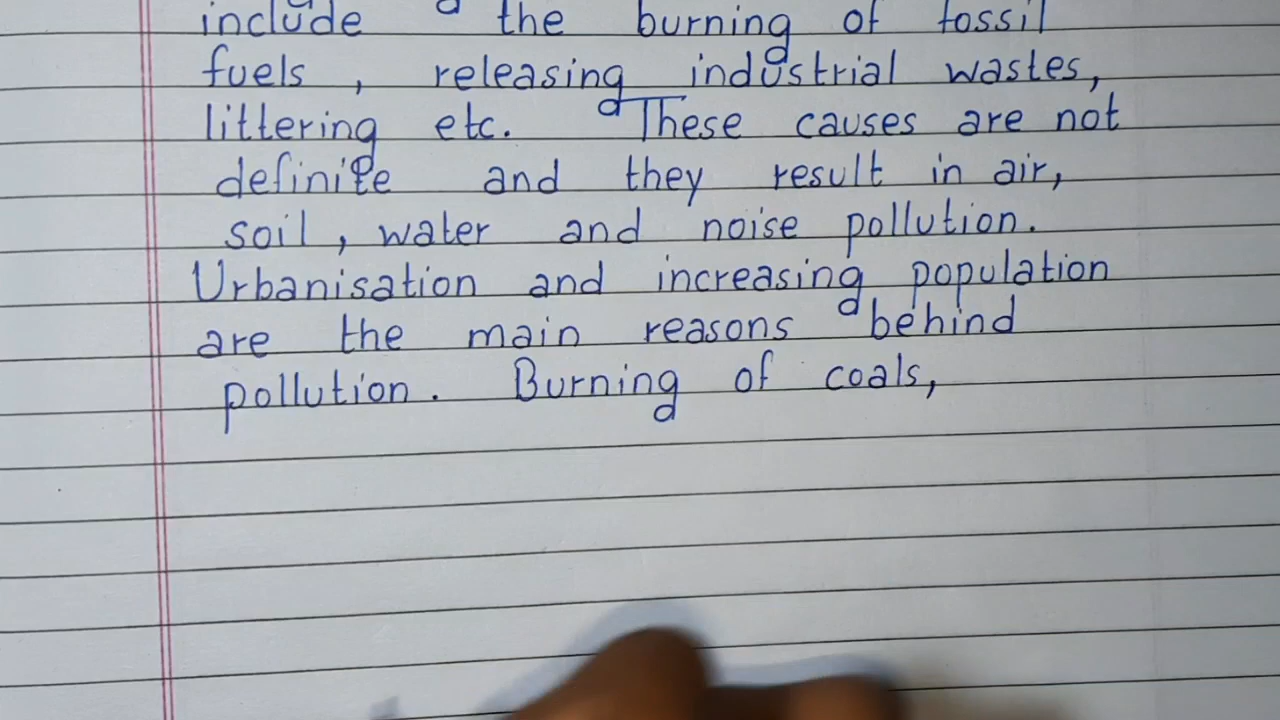 include the burning of fossil
fuels, releasing industrial wastes,
littering etc. These causes are not
definite and they result in air,
soil, water and noise pollution.
Urbanisation and increasing population
are the main reasons behind
pollution. Burning of coals,